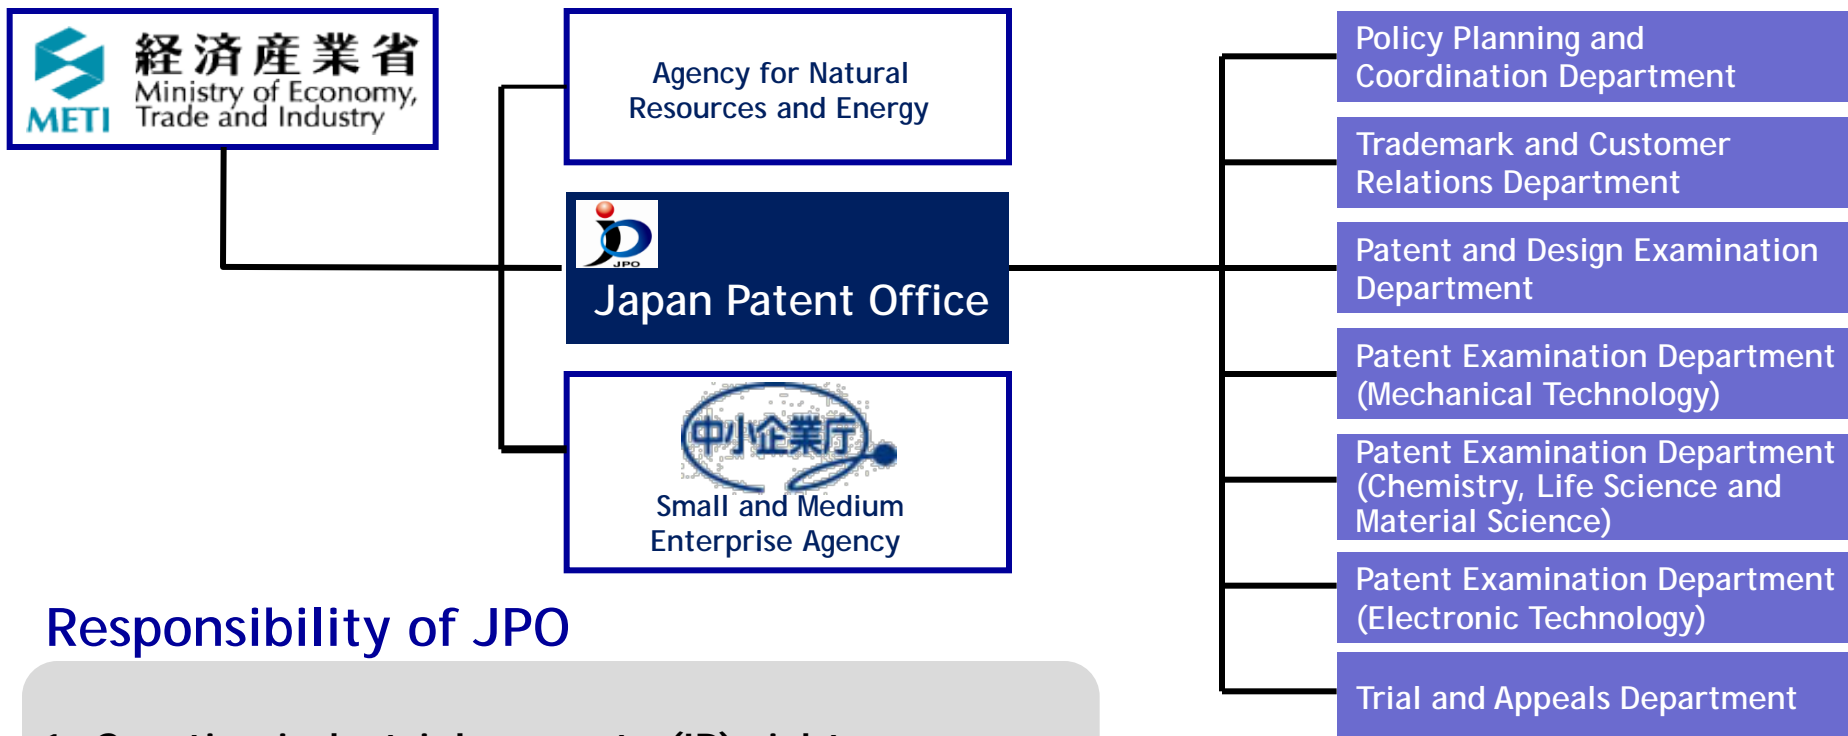 経済産業省
Ministry of Economy,
Trade and Industry
METI
Agency for Natural
Resources and Energy
JPO
Japan Patent Office
中小企業庁
Small and Medium
Enterprise Agency
Policy Planning and
Coordination Department
Trademark and Customer
Relations Department
Patent and Design Examination
Department
Patent Examination Department
(Mechanical Technology)
Patent Examination Department
(Chemistry, Life Science and
Material Science)
Patent Examination Department
(Electronic Technology)
Trial and Appeals Department
Responsibility of JPO